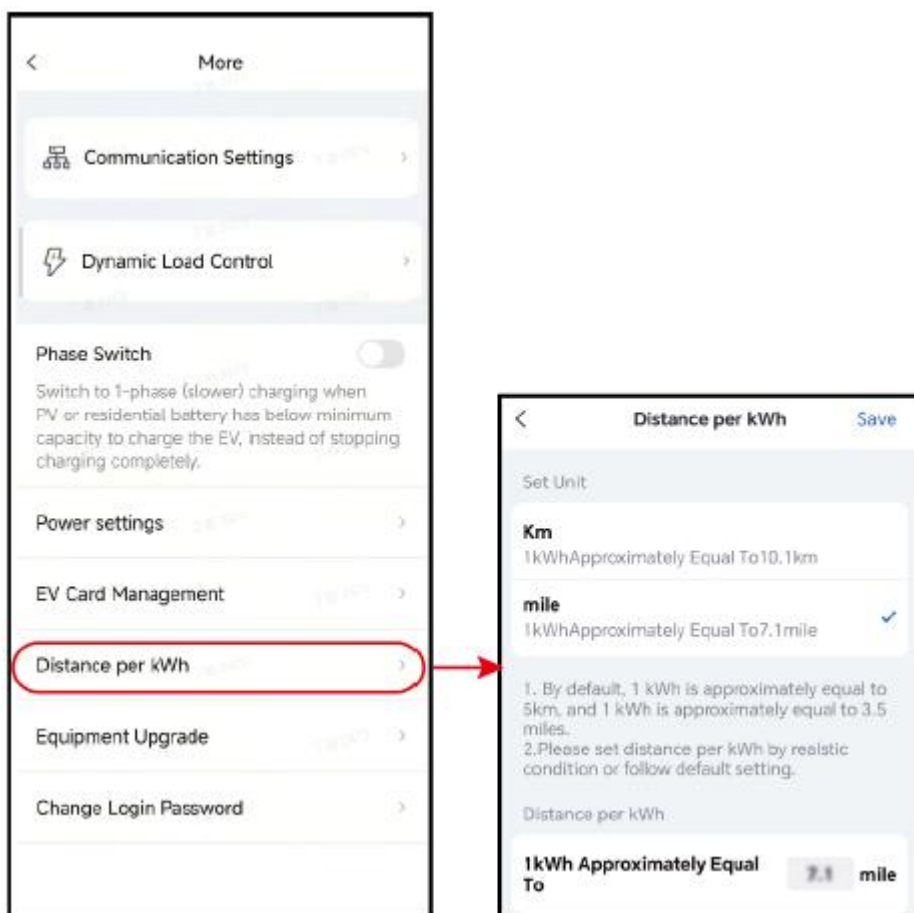 More
Communication Settings
Dynamic Load Control
Phase Switch
Switch to 1-phase (slower) charging when
PV or residential battery has below minimum
capacity to charge the EV, instead of stopping
charging completely.
Power settings
EV Card Management
Distance per kWh
Equipment Upgrade
Change Login Password
Distance per kWh Save
Set Unit
Km
1kWhApproximately Equal To10.1km
mile
1kWhApproximately Equal To7.1mile
1. By default, 1 kWh is approximately equal to
5km, and 1 kWh is approximately equal to 3.5
miles.
2.Please set distance per kWh by realstic
condition or follow default setting.
Distance per kWh
1kWh Approximately Equal
To 7.1 mile